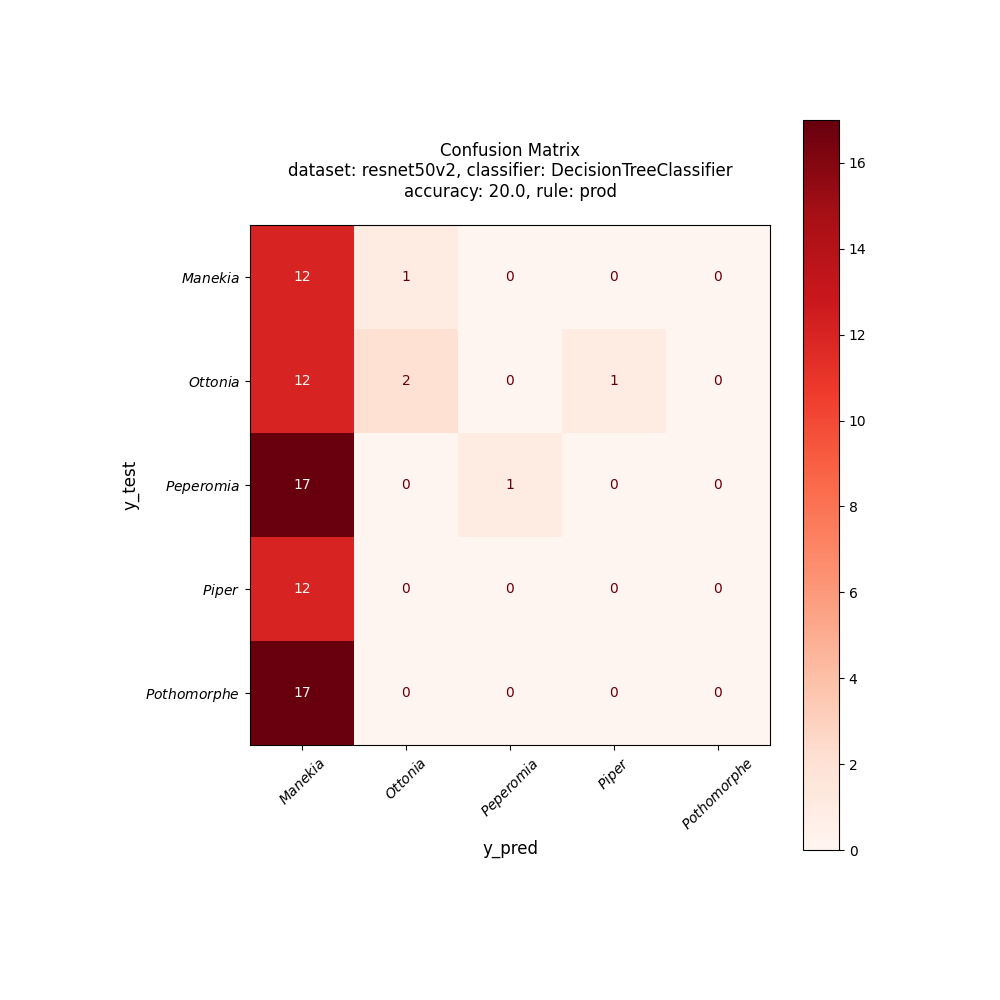 Confusion Matrix
dataset: resnet50v2, classifier: DecisionTreeClassifier
accuracy: 20.0, rule: prod
y_test
Manekia 12 1 0 0 0
Ottonia 12 2 0 1 0
Peperomia 17 0 1 0 0
Piper 12 0 0 0 0
Pothomorphe 17 0 0 0 0
Manekia Ottonia Peperomia Piper Pothomorphe
y_pred
16
14
12
10
8
6
4
2
0